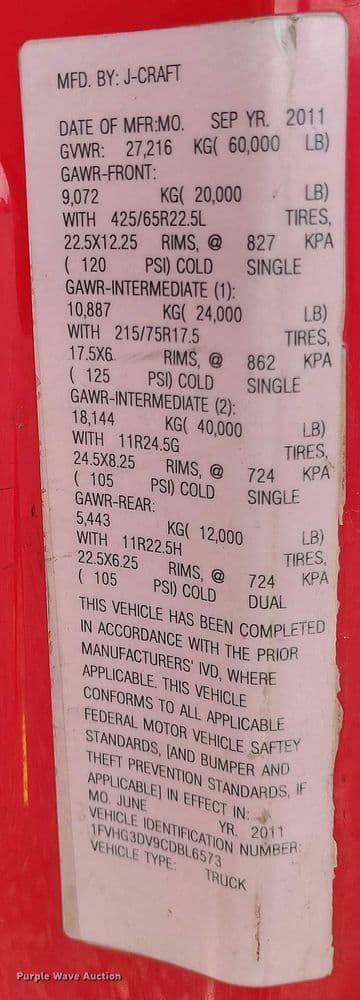 MFD. BY: J-CRAFT
DATE OF MFR:MO. SEP YR. 2011
GVWR: 27,216 KG( 60,000 LB)
GAWR-FRONT:
9,072 KG( 20,000 LB)
WITH 425/65R22.5L TIRES,
22.5X12.25 RIMS, @ 827 KPA
( 120 PSI) COLD SINGLE
GAWR-INTERMEDIATE (1):
10,887 KG( 24,000 LB)
WITH 215/75R17.5 TIRES,
17.5X6 RIMS, @ 862 KPA
( 125 PSI) COLD SINGLE
GAWR-INTERMEDIATE (2):
18,144 KG( 40,000 LB)
WITH 11R24.5G TIRES,
24.5X8.25 RIMS, @ 724 KPA
( 105 PSI) COLD SINGLE
GAWR-REAR:
5,443 KG( 12,000 LB)
WITH 11R22.5H TIRES,
22.5X6.25 RIMS, @ 724 KPA
( 105 PSI) COLD DUAL
THIS VEHICLE HAS BEEN COMPLETED
IN ACCORDANCE WITH THE PRIOR
MANUFACTURERS' IVD, WHERE
APPLICABLE. THIS VEHICLE
CONFORMS TO ALL APPLICABLE
FEDERAL MOTOR VEHICLE SAFTEY
STANDARDS, [AND BUMPER AND
THEFT PREVENTION STANDARDS, IF
APPLICABLE] IN EFFECT IN:
MO. JUNE YR. 2011
VEHICLE IDENTIFICATION NUMBER:
1FVHG3DV9CDBL6573
VEHICLE TYPE: TRUCK
Purple Wave Auction